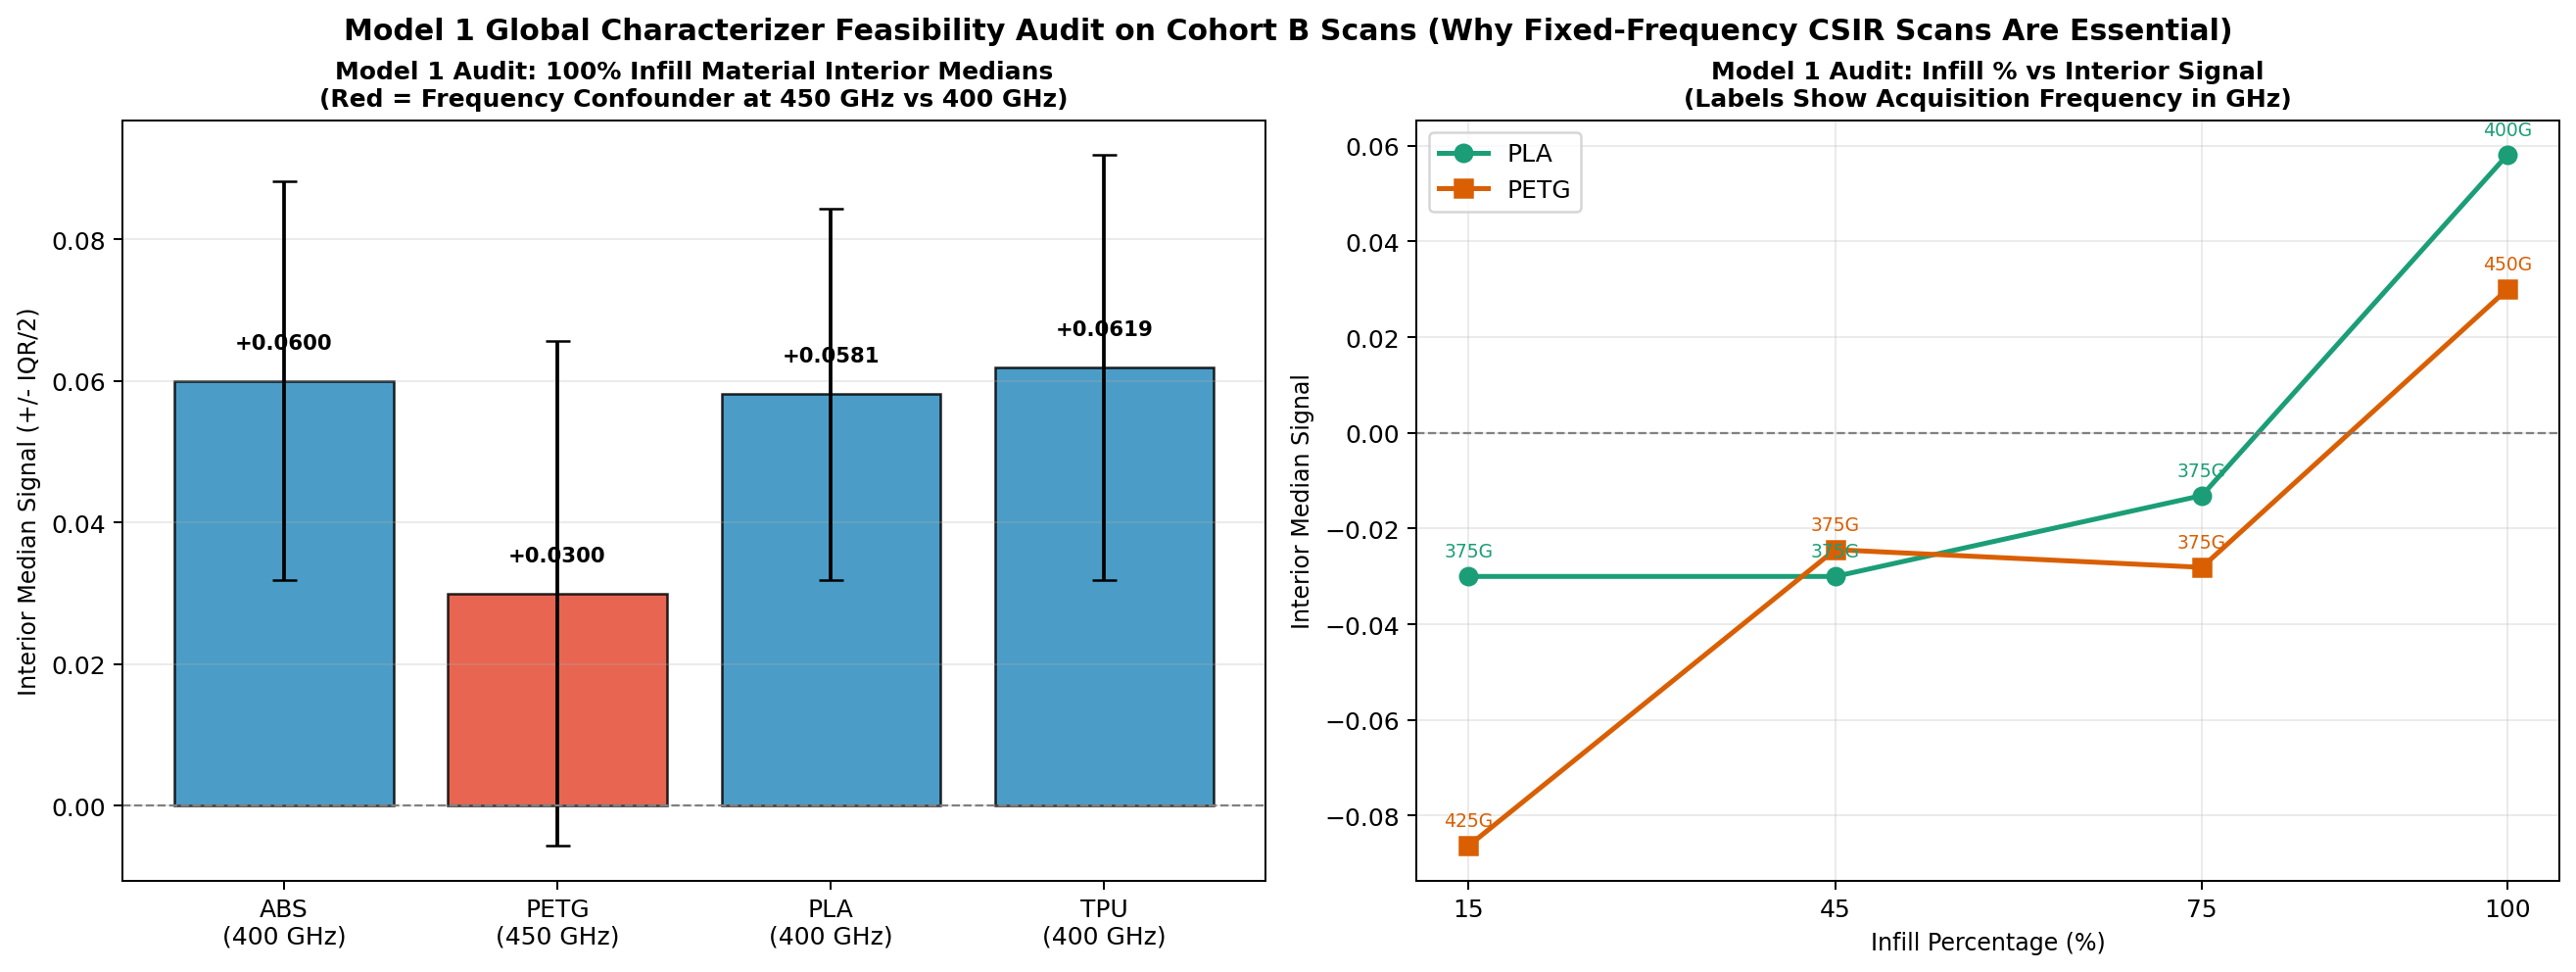 Model 1 Global Characterizer Feasibility Audit on Cohort B Scans (Why Fixed-Frequency CSIR Scans Are Essential)
Model 1 Audit: 100% Infill Material Interior Medians
(Red = Frequency Confounder at 450 GHz vs 400 GHz)
Interior Median Signal (+/- IQR/2)
0.08
0.06
0.04
0.02
0.00
+0.0600
+0.0300
+0.0581
+0.0619
ABS
(400 GHz)
PETG
(450 GHz)
PLA
(400 GHz)
TPU
(400 GHz)
Model 1 Audit: Infill % vs Interior Signal
(Labels Show Acquisition Frequency in GHz)
PLA
PETG
Interior Median Signal
0.06
0.04
0.02
0.00
−0.02
−0.04
−0.06
−0.08
375G
375G
375G
400G
425G
375G
375G
450G
15
45
75
100
Infill Percentage (%)